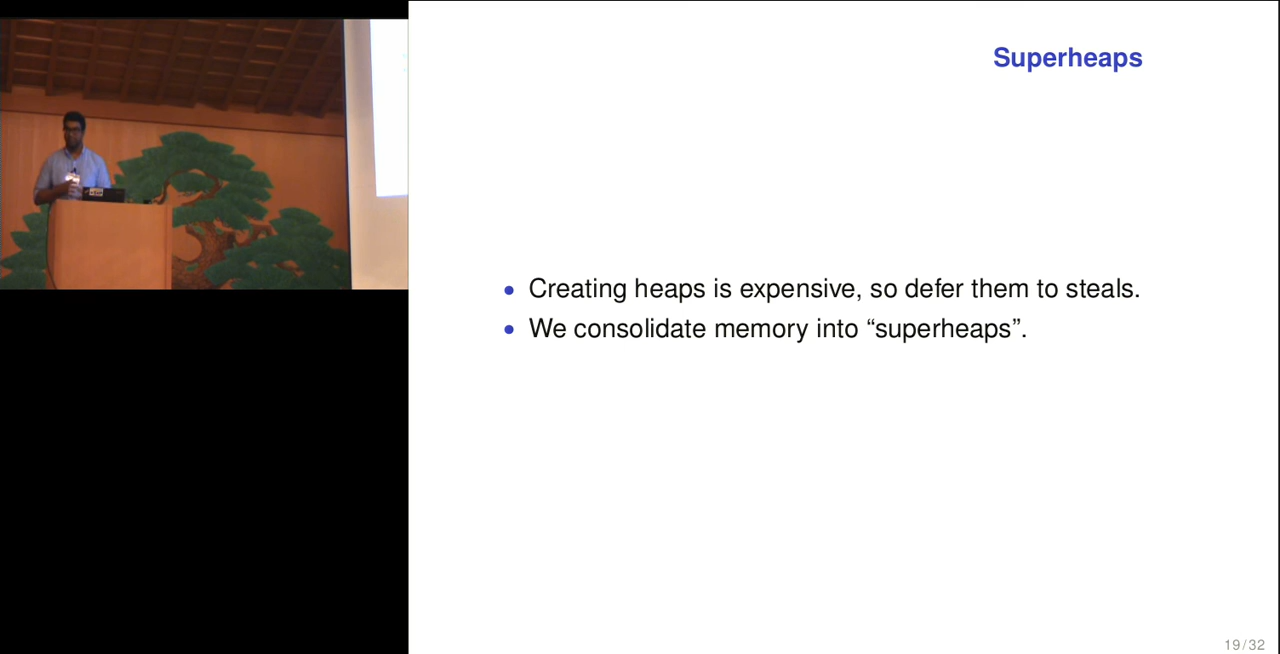 Superheaps
• Creating heaps is expensive, so defer them to steals.
• We consolidate memory into “superheaps”.
19/32